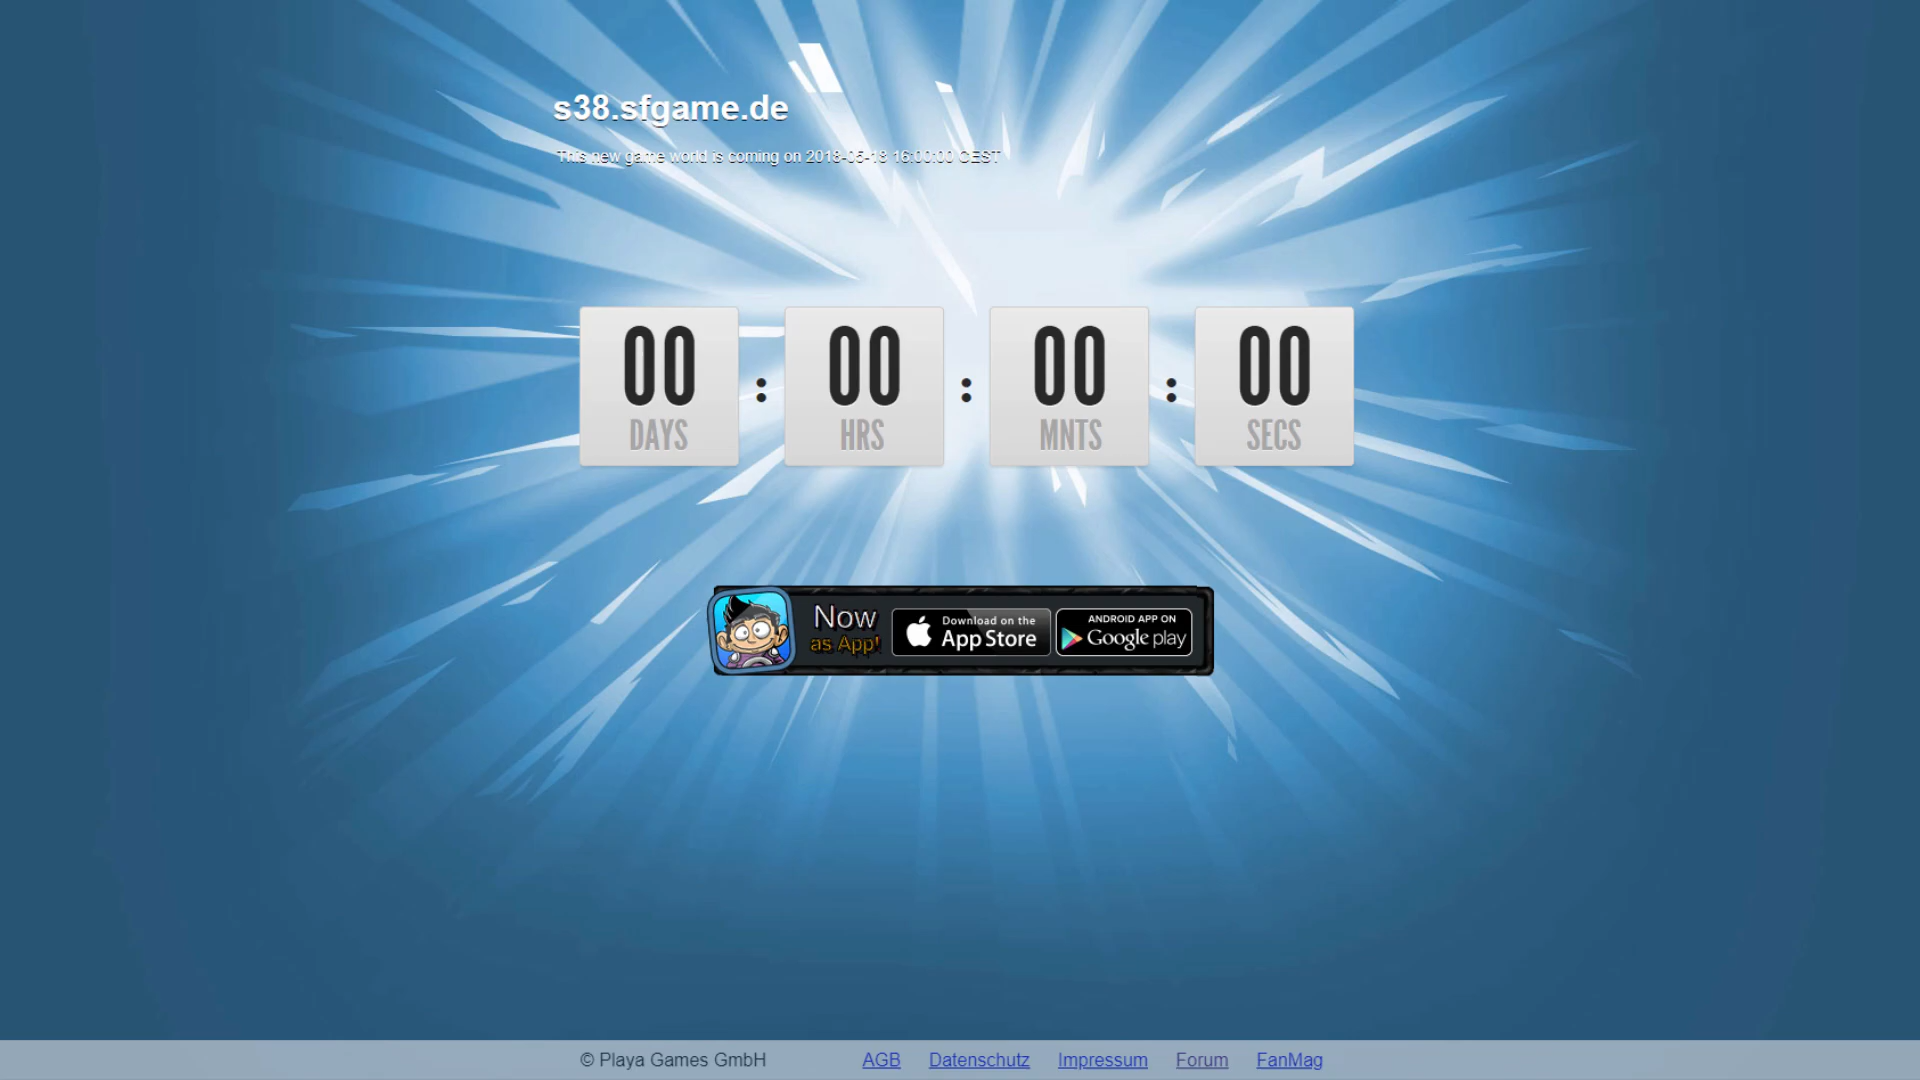 s38.sfgame.de
This new game world is coming on 2018-05-18 16:00:00 CEST
00 : 00 : 00 : 00
DAYS HRS MNTS SECS
Now
as App!
Download on the
App Store
ANDROID APP ON
Google play
© Playa Games GmbH AGB Datenschutz Impressum Forum FanMag